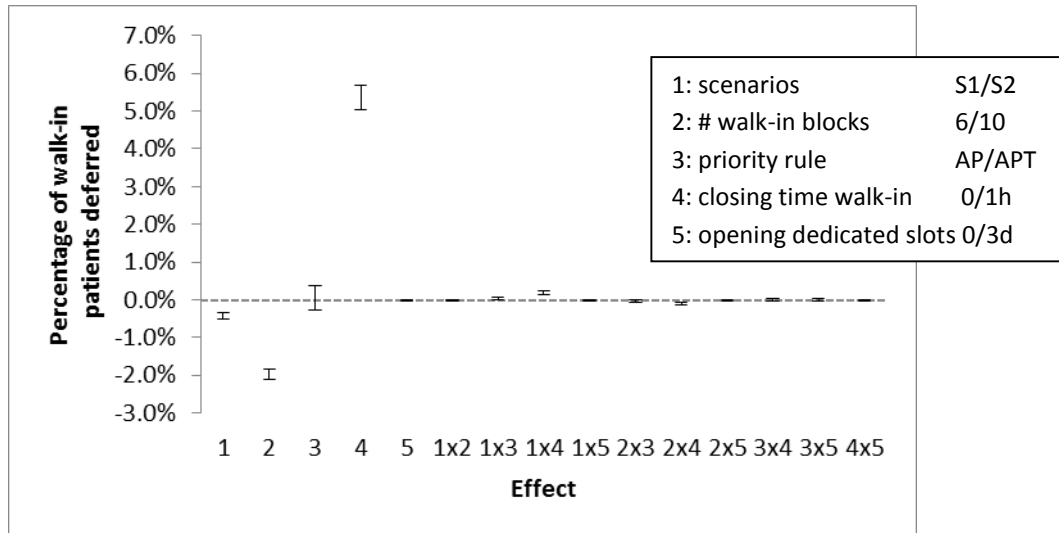 7.0%
6.0%
5.0%
4.0%
3.0%
2.0%
1.0%
0.0%
-1.0%
-2.0%
-3.0%
Percentage of walk-in
patients deferred
1 2 3 4 5 1x2 1x3 1x4 1x5 2x3 2x4 2x5 3x4 3x5 4x5
Effect
1: scenarios S1/S2
2: # walk-in blocks 6/10
3: priority rule AP/APT
4: closing time walk-in 0/1h
5: opening dedicated slots 0/3d